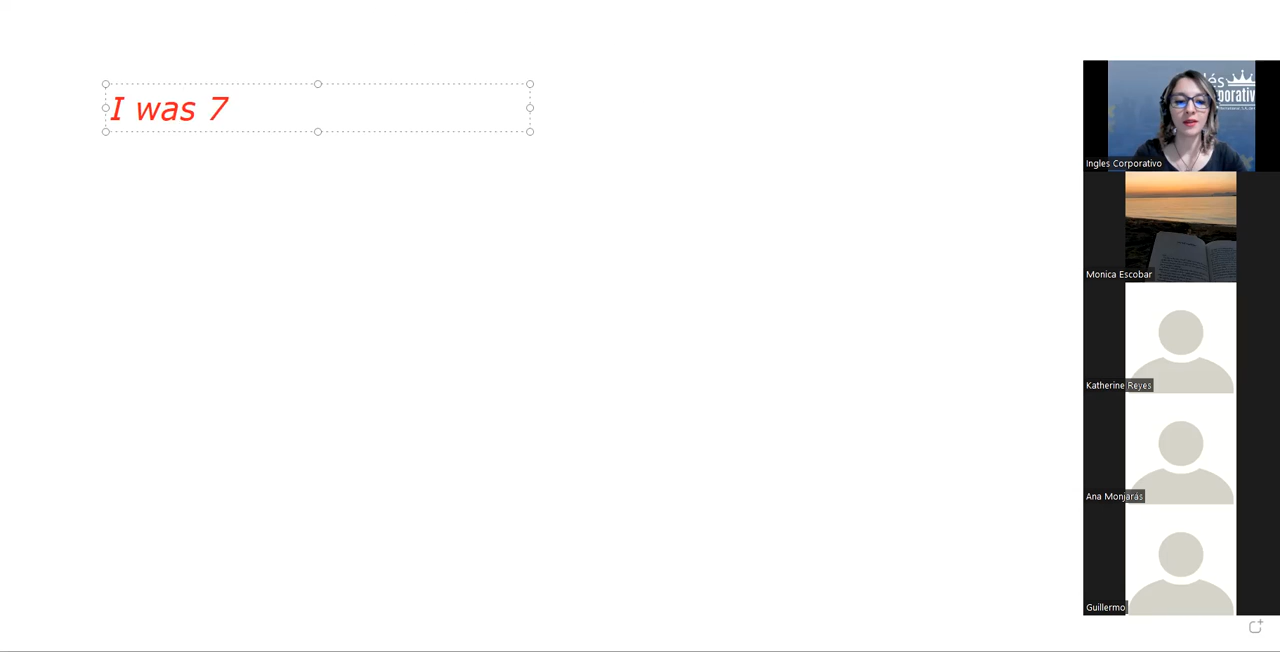 I was 7
Ingles Corporativo
Monica Escobar
Katherine Reyes
Ana Monjarás
Guillermo